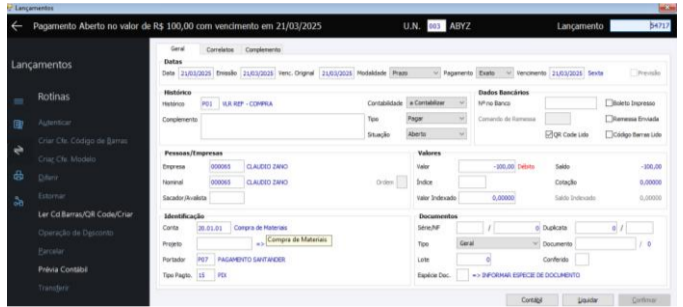 Lançamentos
Pagamento Aberto no valor de R$ 100,00 com vencimento em 21/03/2025 U.N. 003 ABYZ Lançamento 54717
Lançamentos
Rotinas
Autenticar
Criar Cfe. Código de Barras
Criar Cfe. Modelo
Diferir
Estornar
Ler Cd.Barras/QR Code/Criar
Operação de Desconto
Parcelar
Prévia Contábil
Transferir
Geral Correlatos Complemento
Datas
Data 21/03/2025 Emissão 21/03/2025 Venc. Original 21/03/2025 Modalidade Prazo Pagamento Exato Vencimento 21/03/2025 Sexta Previsão
Histórico
Histórico P01 VLR REF - COMPRA Contabilidade a Contabilizar
Complemento Tipo Pagar
Situação Aberto
Dados Bancários
Nº no Banco Boleto Impresso
Comando de Remessa Remessa Enviada
QR Code Lido Código Barras Lido
Pessoas/Empresas
Empresa 000065 CLAUDIO ZANO
Nominal 000065 CLAUDIO ZANO Ordem
Sacador/Avalista
Valores
Valor -100,00 Débito Saldo -100,00
Índice Cotação 0,00000
Valor Indexado 0,00000 Saldo Indexado 0,00000
Identificação
Conta 20.01.01 Compra de Materiais
Projeto => Compra de Materiais
Portador P07 PAGAMENTO SANTANDER
Tipo Pagto. 15 PIX
Documentos
Série/NF / 0 Duplicata 0 /
Tipo Geral Documento / 0
Lote 0 Conferido
Espécie Doc. => INFORMAR ESPECIE DE DOCUMENTO
Contábil Liquidar Confirmar